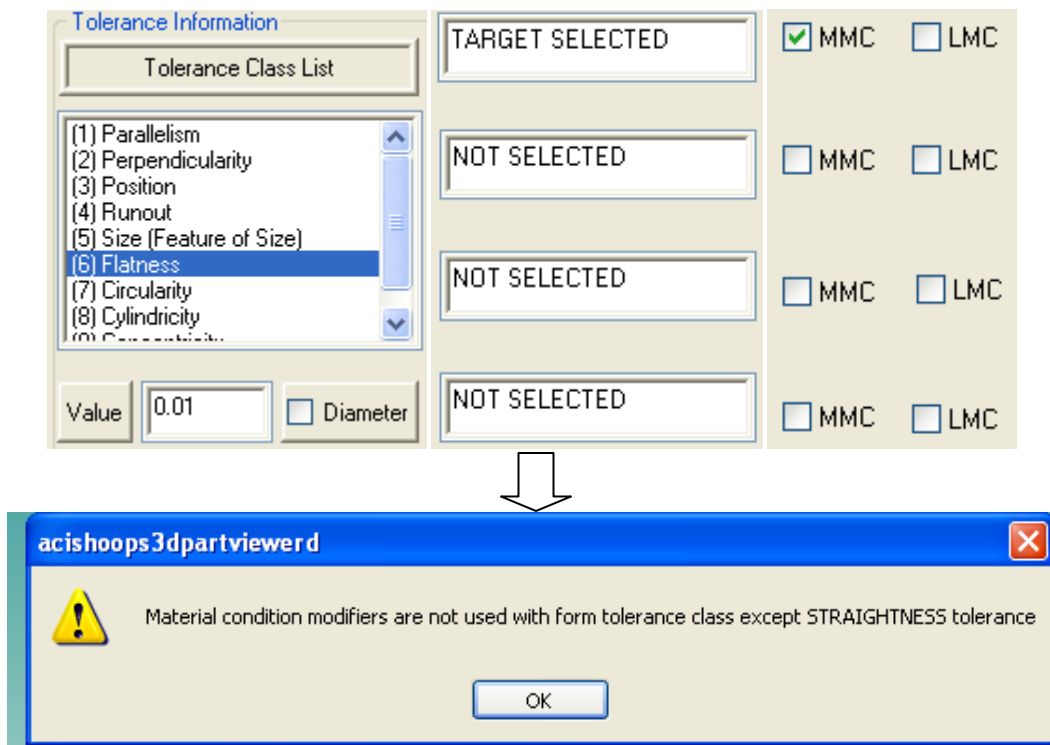 Tolerance Information
Tolerance Class List
(1) Parallelism
(2) Perpendicularity
(3) Position
(4) Runout
(5) Size (Feature of Size)
(6) Flatness
(7) Circularity
(8) Cylindricity
Value 0.01 Diameter
TARGET SELECTED
MMC LMC
NOT SELECTED
MMC LMC
NOT SELECTED
MMC LMC
NOT SELECTED
MMC LMC
acishoops3dpartviewerd
Material condition modifiers are not used with form tolerance class except STRAIGHTNESS tolerance
OK